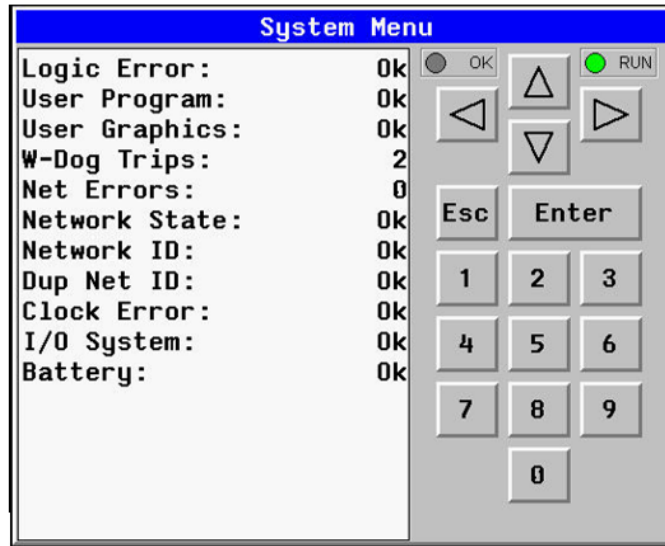 System Menu
Logic Error: Ok
User Program: Ok
User Graphics: Ok
W-Dog Trips: 2
Net Errors: 0
Network State: Ok
Network ID: Ok
Dup Net ID: Ok
Clock Error: Ok
I/O System: Ok
Battery: Ok
OK RUN
Esc Enter
1 2 3
4 5 6
7 8 9
0